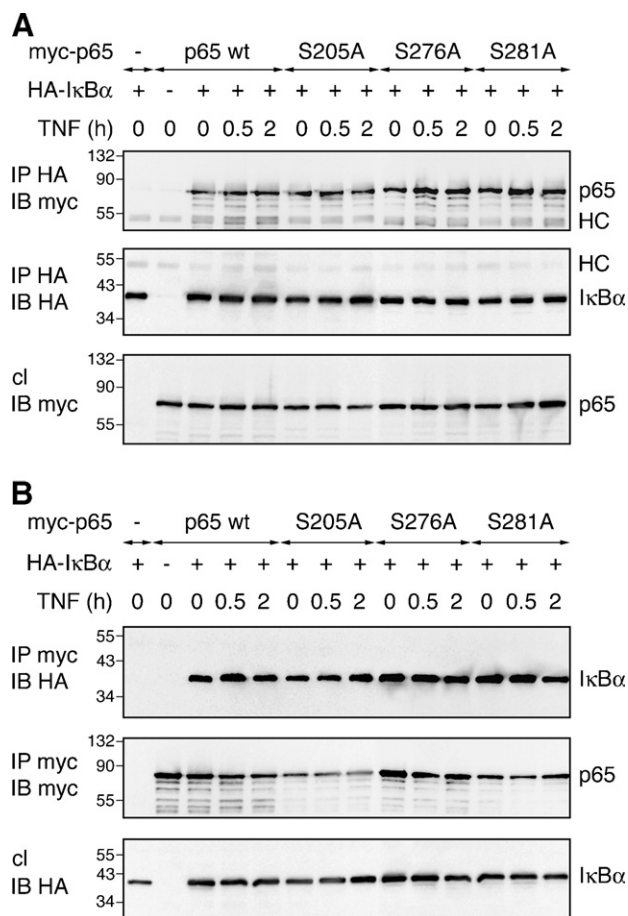 A
myc-p65 - p65 wt S205A S276A S281A
HA-IκBα + - + + + + + + + + + + + +
TNF (h) 0 0 0 0.5 2 0 0.5 2 0 0.5 2 0 0.5 2
132
IP HA 90 p65
IB myc
55 HC
55 HC
IP HA 43
IB HA IκBα
34
132
cl 90
IB myc p65
55
B
myc-p65 - p65 wt S205A S276A S281A
HA-IκBα + - + + + + + + + + + + + +
TNF (h) 0 0 0 0.5 2 0 0.5 2 0 0.5 2 0 0.5 2
55
IP myc 43
IB HA IκBα
34
132
IP myc 90 p65
IB myc
55
55
cl 43 IκBα
IB HA 34